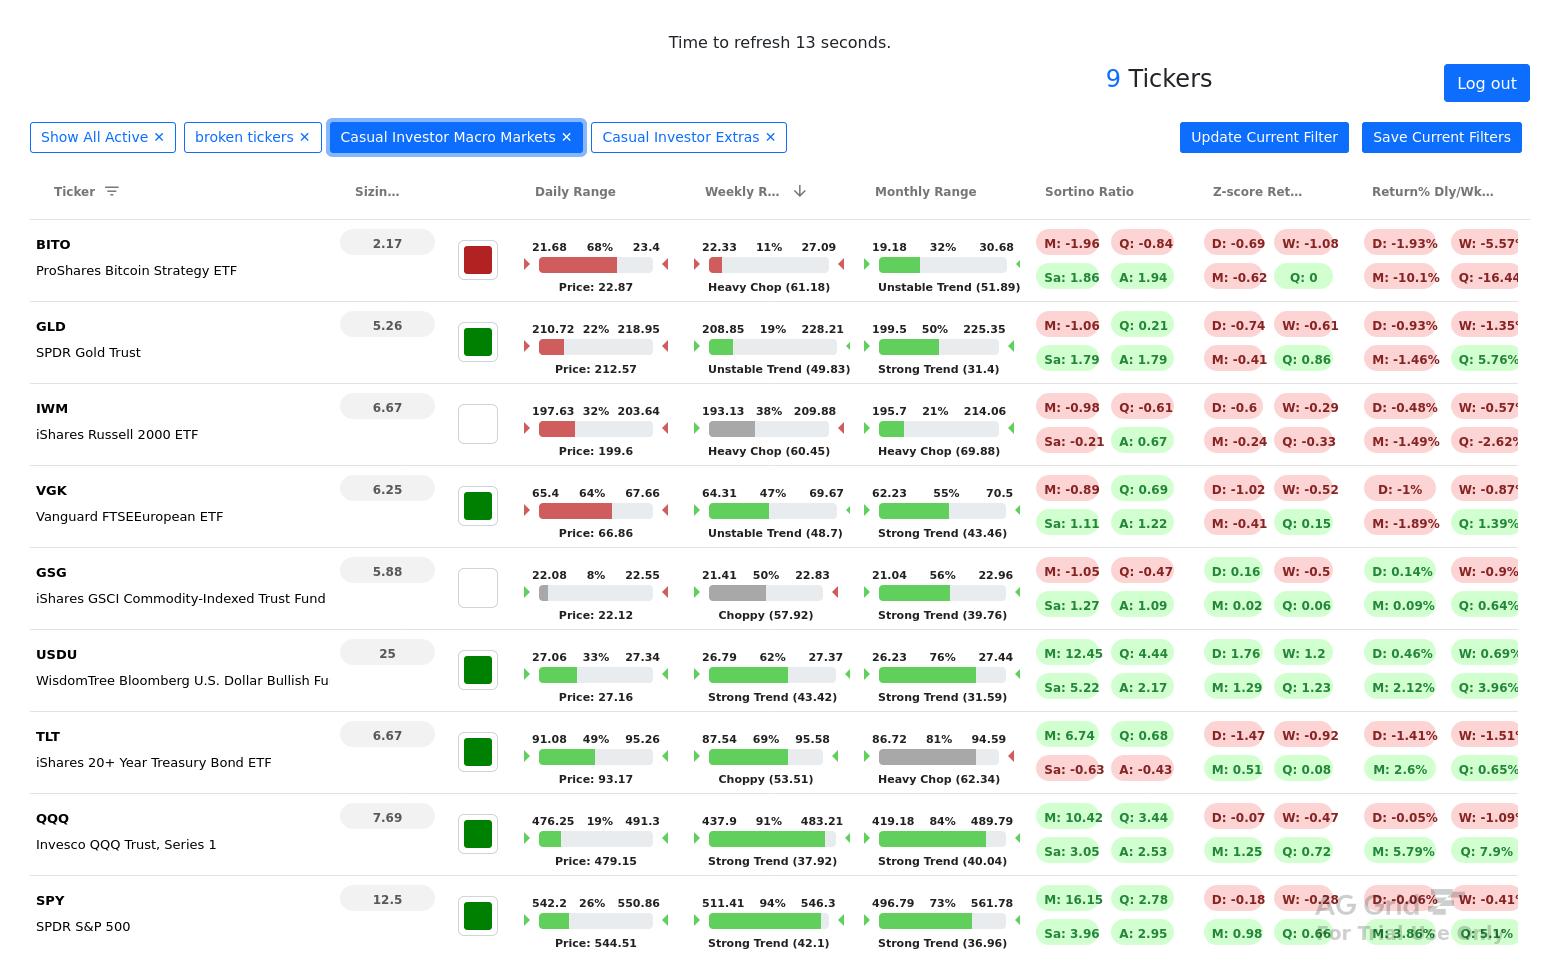 Time to refresh 13 seconds.
9 Tickers
Log out
Show All Active ✕ broken tickers ✕ Casual Investor Macro Markets ✕ Casual Investor Extras ✕ Update Current Filter Save Current Filters
Ticker Sizin... Daily Range Weekly R... Monthly Range Sortino Ratio Z-score Ret... Return% Dly/Wk...
BITO 2.17 21.68 68% 23.4 22.33 11% 27.09 19.18 32% 30.68 M: -1.96 Q: -0.84 D: -0.69 W: -1.08 D: -1.93% W: -5.57%
ProShares Bitcoin Strategy ETF Sa: 1.86 A: 1.94 M: -0.62 Q: 0 M: -10.1% Q: -16.44
Price: 22.87 Heavy Chop (61.18) Unstable Trend (51.89)
GLD 5.26 210.72 22% 218.95 208.85 19% 228.21 199.5 50% 225.35 M: -1.06 Q: 0.21 D: -0.74 W: -0.61 D: -0.93% W: -1.35%
SPDR Gold Trust Sa: 1.79 A: 1.79 M: -0.41 Q: 0.86 M: -1.46% Q: 5.76%
Price: 212.57 Unstable Trend (49.83) Strong Trend (31.4)
IWM 6.67 197.63 32% 203.64 193.13 38% 209.88 195.7 21% 214.06 M: -0.98 Q: -0.61 D: -0.6 W: -0.29 D: -0.48% W: -0.57%
iShares Russell 2000 ETF Sa: -0.21 A: 0.67 M: -0.24 Q: -0.33 M: -1.49% Q: -2.62%
Price: 199.6 Heavy Chop (60.45) Heavy Chop (69.88)
VGK 6.25 65.4 64% 67.66 64.31 47% 69.67 62.23 55% 70.5 M: -0.89 Q: 0.69 D: -1.02 W: -0.52 D: -1% W: -0.87%
Vanguard FTSEEuropean ETF Sa: 1.11 A: 1.22 M: -0.41 Q: 0.15 M: -1.89% Q: 1.39%
Price: 66.86 Unstable Trend (48.7) Strong Trend (43.46)
GSG 5.88 22.08 8% 22.55 21.41 50% 22.83 21.04 56% 22.96 M: -1.05 Q: -0.47 D: 0.16 W: -0.5 D: 0.14% W: -0.9%
iShares GSCI Commodity-Indexed Trust Fund Sa: 1.27 A: 1.09 M: 0.02 Q: 0.06 M: 0.09% Q: 0.64%
Price: 22.12 Choppy (57.92) Strong Trend (39.76)
USDU 25 27.06 33% 27.34 26.79 62% 27.37 26.23 76% 27.44 M: 12.45 Q: 4.44 D: 1.76 W: 1.2 D: 0.46% W: 0.69%
WisdomTree Bloomberg U.S. Dollar Bullish Fu Sa: 5.22 A: 2.17 M: 1.29 Q: 1.23 M: 2.12% Q: 3.96%
Price: 27.16 Strong Trend (43.42) Strong Trend (31.59)
TLT 6.67 91.08 49% 95.26 87.54 69% 95.58 86.72 81% 94.59 M: 6.74 Q: 0.68 D: -1.47 W: -0.92 D: -1.41% W: -1.51%
iShares 20+ Year Treasury Bond ETF Sa: -0.63 A: -0.43 M: 0.51 Q: 0.08 M: 2.6% Q: 0.65%
Price: 93.17 Choppy (53.51) Heavy Chop (62.34)
QQQ 7.69 476.25 19% 491.3 437.9 91% 483.21 419.18 84% 489.79 M: 10.42 Q: 3.44 D: -0.07 W: -0.47 D: -0.05% W: -1.09%
Invesco QQQ Trust, Series 1 Sa: 3.05 A: 2.53 M: 1.25 Q: 0.72 M: 5.79% Q: 7.9%
Price: 479.15 Strong Trend (37.92) Strong Trend (40.04)
SPY 12.5 542.2 26% 550.86 511.41 94% 546.3 496.79 73% 561.78 M: 16.15 Q: 2.78 D: -0.18 W: -0.28 D: -0.06% W: -0.41%
SPDR S&P 500 Sa: 3.96 A: 2.95 M: 0.98 Q: 0.66 M: 3.86% Q: 5.1%
Price: 544.51 Strong Trend (42.1) Strong Trend (36.96)
AG Grid
For Trial Use Only